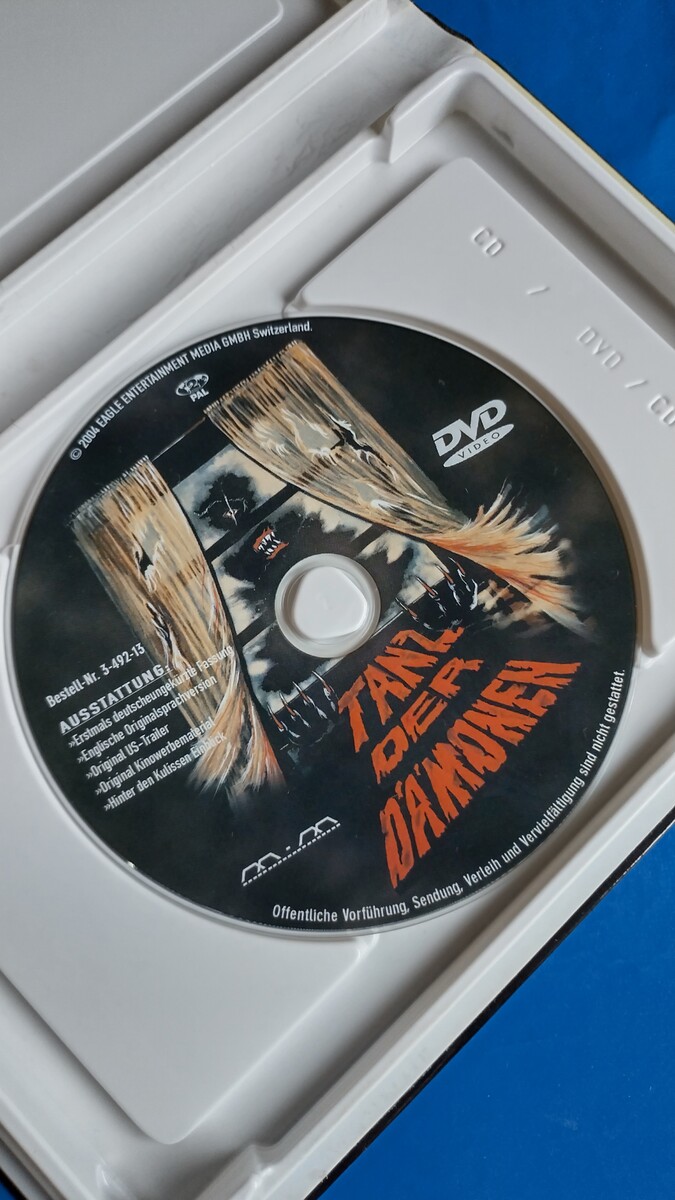 CD / DVD / CD
© 2004 EAGLE ENTERTAINMENT MEDIA GMBH Switzerland.
PAL
DVD
VIDEO
Bestell-Nr. 3-492-13
AUSSTATTUNG:
»Erstmals deutscheungekürzte Fassung
»Englische Originalsprachversion
»Original US-Trailer
»Original Kinowerbematerial
»Hinter den Kulissen Einblick
TANZ
DER
DÄMONEN
m·m
Offentliche Vorführung, Sendung, Verleih und Vervielfältigung sind nicht gestattet.